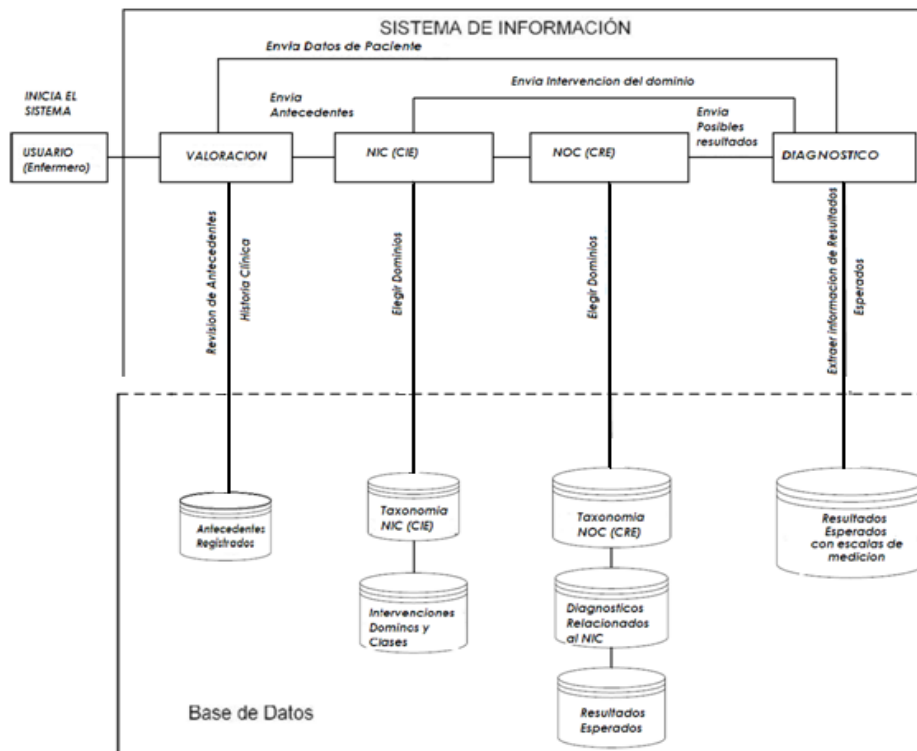 SISTEMA DE INFORMACIÓN
Envia Datos de Paciente
Envia Intervencion del dominio
INICIA EL
SISTEMA
Envia
Antecedentes
Envia
Posibles
resultados
USUARIO
(Enfermero)
VALORACION
NIC (CIE)
NOC (CRE)
DIAGNOSTICO
Revision de Antecedentes
Historia Clínica
Elegir Dominios
Elegir Dominios
Extraer informacion de Resultados
Esperados
Antecedentes
Registrados
Taxonomia
NIC (CIE)
Intervenciones
Dominos y
Clases
Taxonomia
NOC (CRE)
Diagnosticos
Relacionados
al NIC
Resultados
Esperados
Resultados
Esperados
con escalas de
medicion
Base de Datos